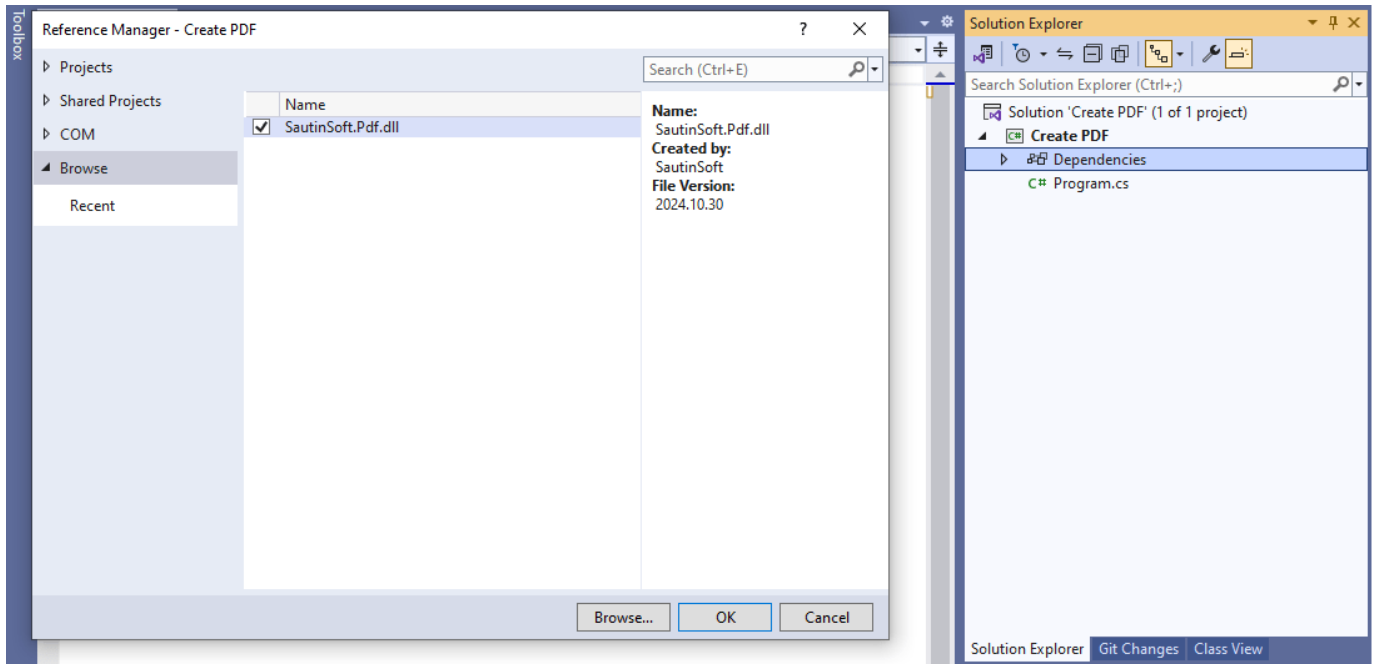 Toolbox
Reference Manager - Create PDF
? 
Projects
Shared Projects
COM
Browse
Recent
Name
SautinSoft.Pdf.dll
Search (Ctrl+E)
Name:
SautinSoft.Pdf.dll
Created by:
SautinSoft
File Version:
2024.10.30
Browse...
OK
Cancel
Solution Explorer
Search Solution Explorer (Ctrl+;)
Solution 'Create PDF' (1 of 1 project)
C# Create PDF
Dependencies
C# Program.cs
Solution Explorer
Git Changes
Class View